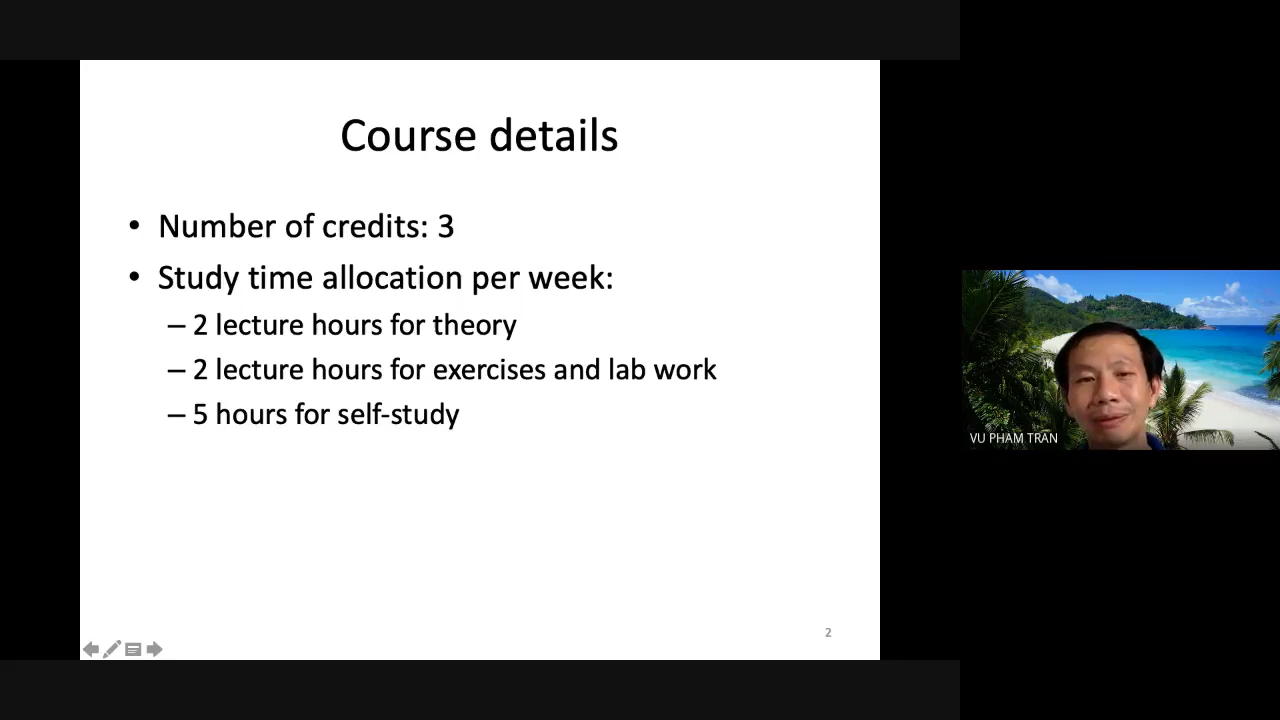 Course details
• Number of credits: 3
• Study time allocation per week:
– 2 lecture hours for theory
– 2 lecture hours for exercises and lab work
– 5 hours for self-study
2
VU PHAM TRAN